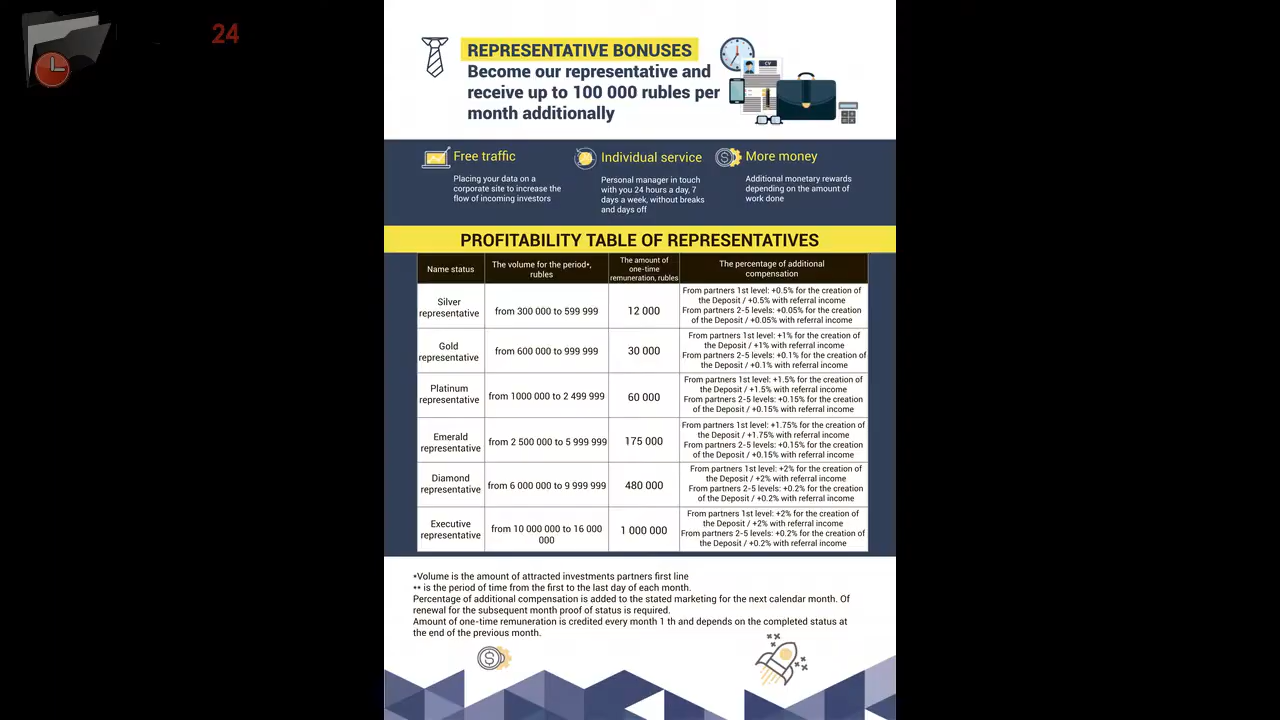 24
REPRESENTATIVE BONUSES
Become our representative and
receive up to 100 000 rubles per
month additionally
CV
Free traffic
Placing your data on a
corporate site to increase the
flow of incoming investors
Individual service
Personal manager in touch
with you 24 hours a day, 7
days a week, without breaks
and days off
More money
Additional monetary rewards
depending on the amount of
work done
PROFITABILITY TABLE OF REPRESENTATIVES
Name status
The volume for the period*,
rubles
The amount of
one-time
remuneration, rubles
The percentage of additional
compensation
Silver
representative
from 300 000 to 599 999
12 000
From partners 1st level: +0.5% for the creation of
the Deposit / +0.5% with referral income
From partners 2-5 levels: +0.05% for the creation
of the Deposit / +0.05% with referral income
Gold
representative
from 600 000 to 999 999
30 000
From partners 1st level: +1% for the creation of
the Deposit / +1% with referral income
From partners 2-5 levels: +0.1% for the creation of
the Deposit / +0.1% with referral income
Platinum
representative
from 1000 000 to 2 499 999
60 000
From partners 1st level: +1.5% for the creation of
the Deposit / +1.5% with referral income
From partners 2-5 levels: +0.15% for the creation
of the Deposit / +0.15% with referral income
Emerald
representative
from 2 500 000 to 5 999 999
175 000
From partners 1st level: +1.75% for the creation of
the Deposit / +1.75% with referral income
From partners 2-5 levels: +0.15% for the creation
of the Deposit / +0.15% with referral income
Diamond
representative
from 6 000 000 to 9 999 999
480 000
From partners 1st level: +2% for the creation of
the Deposit / +2% with referral income
From partners 2-5 levels: +0.2% for the creation
of the Deposit / +0.2% with referral income
Executive
representative
from 10 000 000 to 16 000
000
1 000 000
From partners 1st level: +2% for the creation of
the Deposit / +2% with referral income
From partners 2-5 levels: +0.2% for the creation of
the Deposit / +0.2% with referral income
*Volume is the amount of attracted investments partners first line
** is the period of time from the first to the last day of each month.
Percentage of additional compensation is added to the stated marketing for the next calendar month. Of
renewal for the subsequent month proof of status is required.
Amount of one-time remuneration is credited every month 1 th and depends on the completed status at
the end of the previous month.